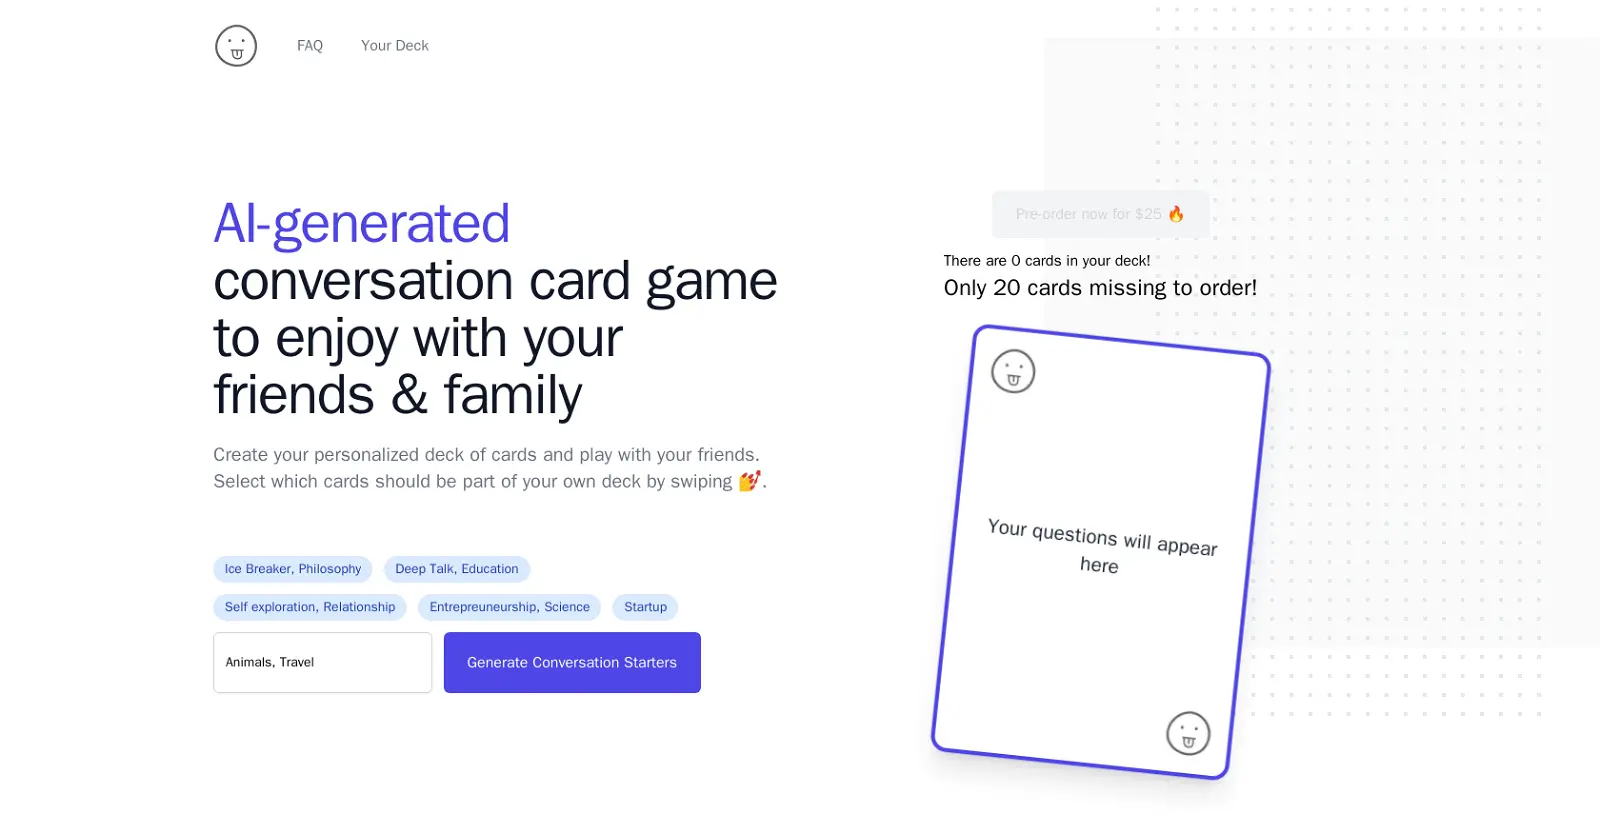 FAQ
Your Deck
AI-generated
conversation card game
to enjoy with your
friends & family
Create your personalized deck of cards and play with your friends.
Select which cards should be part of your own deck by swiping 💅.
Ice Breaker, Philosophy
Deep Talk, Education
Self exploration, Relationship
Entrepreuneurship, Science
Startup
Animals, Travel
Generate Conversation Starters
Pre-order now for $25 🔥
There are 0 cards in your deck!
Only 20 cards missing to order!
Your questions will appear
here